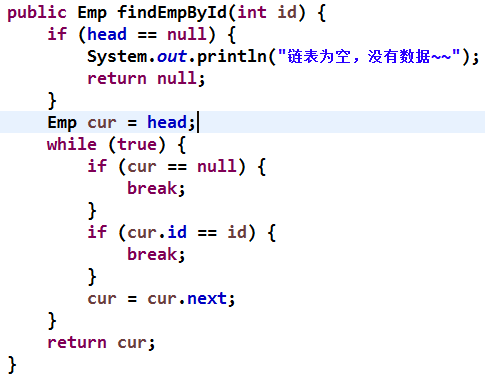 public Emp findEmpById(int id) {
    if (head == null) {
        System.out.println("链表为空，没有数据~~");
        return null;
    }
    Emp cur = head;
    while (true) {
        if (cur == null) {
            break;
        }
        if (cur.id == id) {
            break;
        }
        cur = cur.next;
    }
    return cur;
}